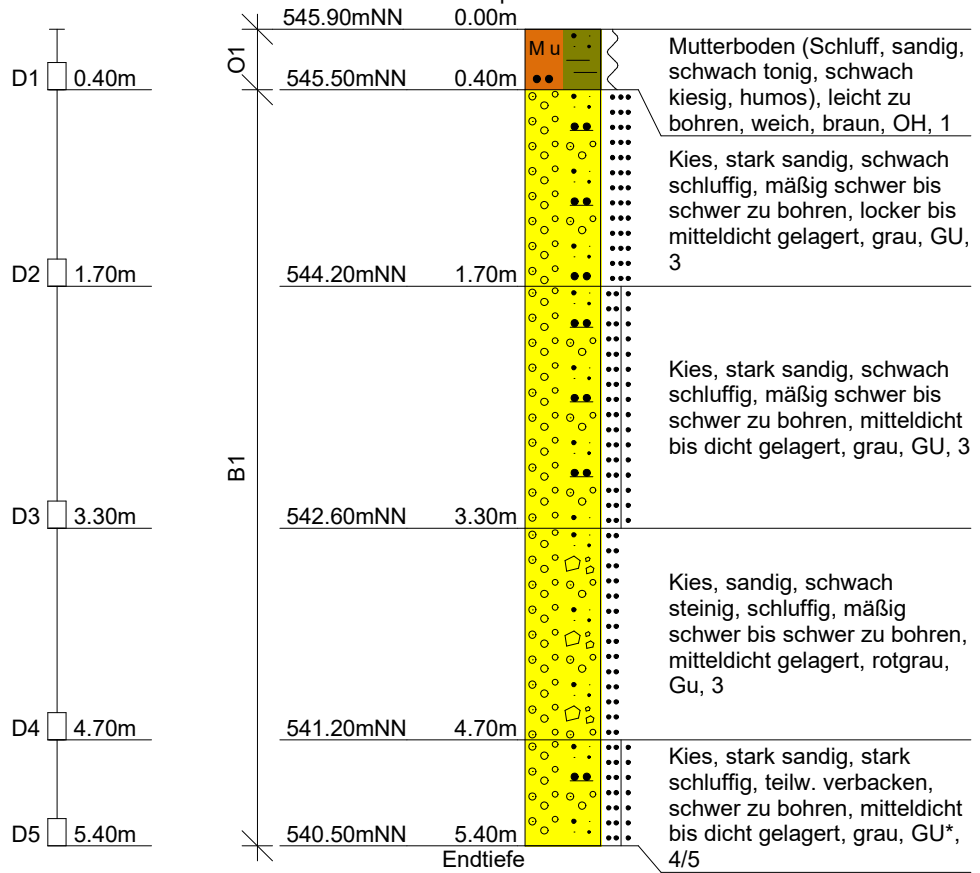 545.90mNN 0.00m
O1
M u
Mutterboden (Schluff, sandig,
schwach tonig, schwach
kiesig, humos), leicht zu
bohren, weich, braun, OH, 1
D1 0.40m
545.50mNN 0.40m
Kies, stark sandig, schwach
schluffig, mäßig schwer bis
schwer zu bohren, locker bis
mitteldicht gelagert, grau, GU,
3
D2 1.70m
544.20mNN 1.70m
Kies, stark sandig, schwach
schluffig, mäßig schwer bis
schwer zu bohren, mitteldicht
bis dicht gelagert, grau, GU, 3
B1
D3 3.30m
542.60mNN 3.30m
Kies, sandig, schwach
steinig, schluffig, mäßig
schwer bis schwer zu bohren,
mitteldicht gelagert, rotgrau,
Gu, 3
D4 4.70m
541.20mNN 4.70m
Kies, stark sandig, stark
schluffig, teilw. verbacken,
schwer zu bohren, mitteldicht
bis dicht gelagert, grau, GU*,
4/5
D5 5.40m
540.50mNN 5.40m
Endtiefe